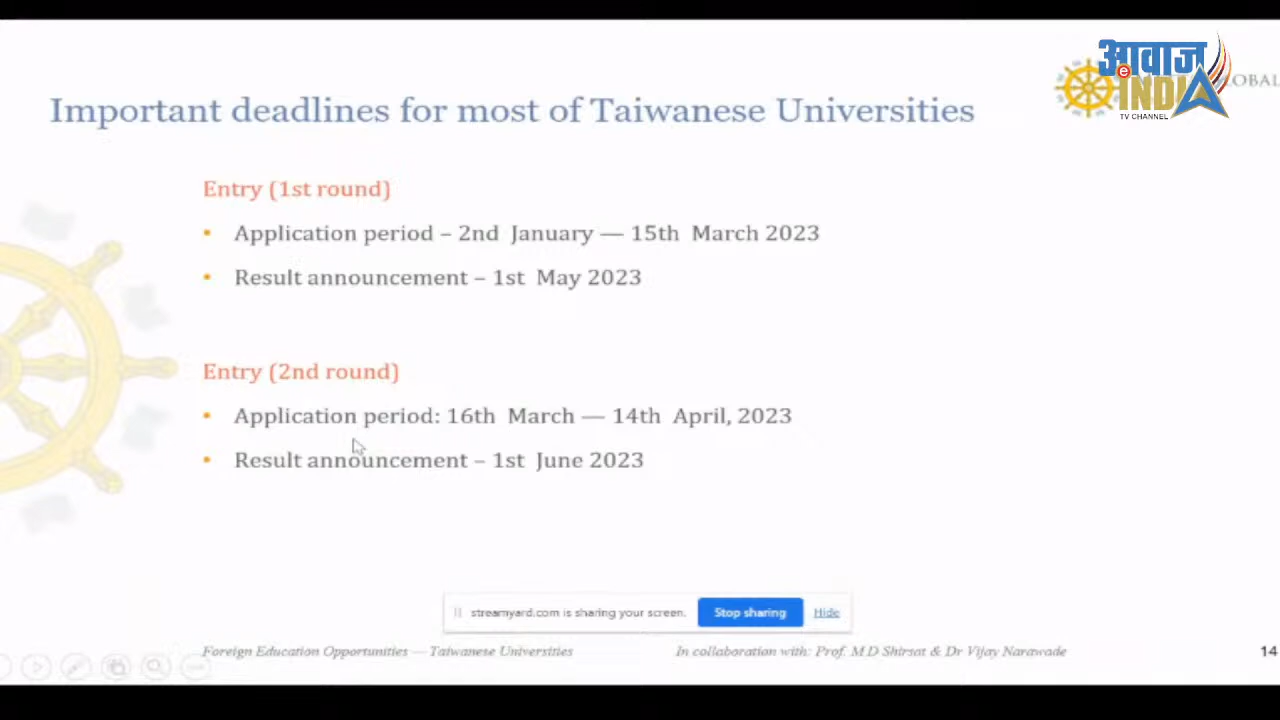 आवाज
e
INDIA
TV CHANNEL
OBAL
Important deadlines for most of Taiwanese Universities
Entry (1st round)
• Application period – 2nd January — 15th March 2023
• Result announcement – 1st May 2023
Entry (2nd round)
• Application period: 16th March — 14th April, 2023
• Result announcement – 1st June 2023
streamyard.com is sharing your screen.
Stop sharing
Hide
Foreign Education Opportunities — Taiwanese Universities
In collaboration with: Prof. M.D Shirsat & Dr Vijay Narawade
14